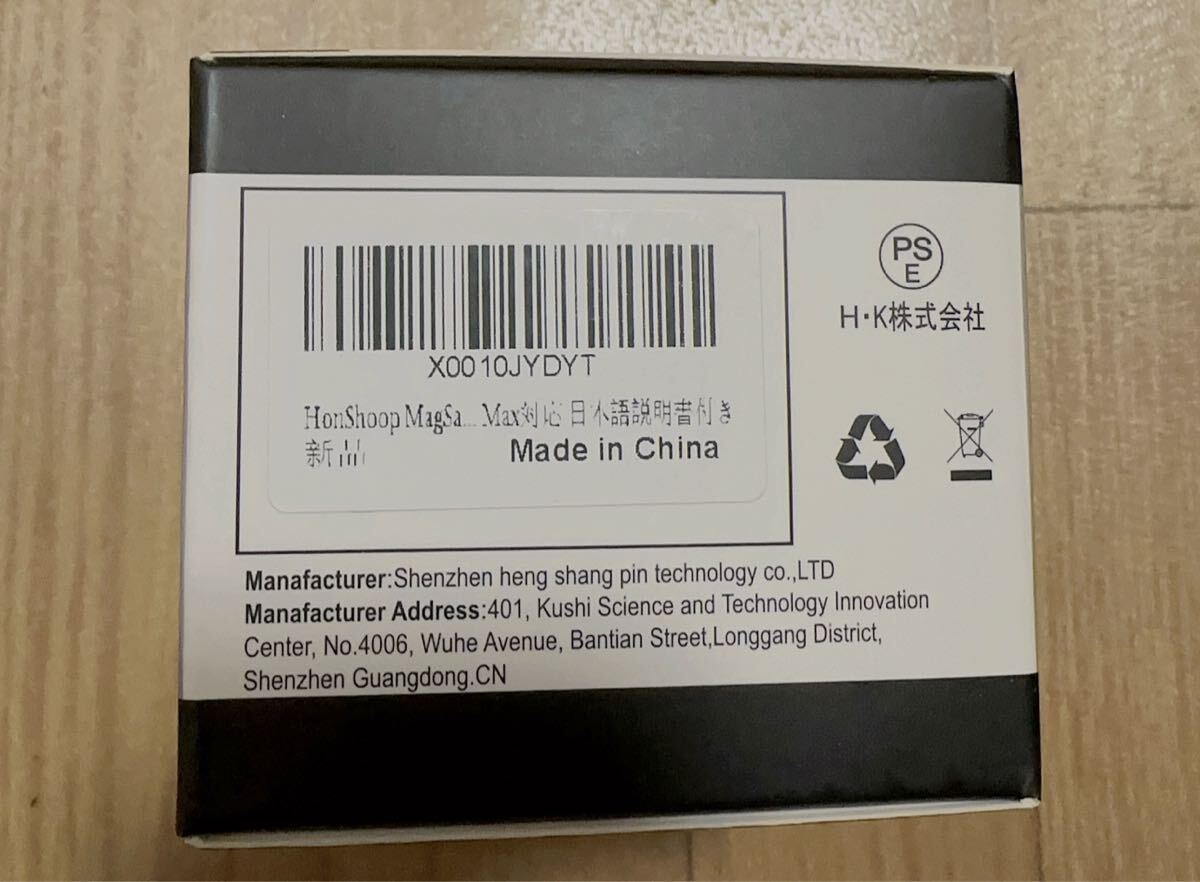 X0010JYDYT
HonShoop MagSa... Max対応 日本語説明書付き
新品
Made in China
PS
E
H・K株式会社
Manafacturer:Shenzhen heng shang pin technology co.,LTD
Manafacturer Address:401, Kushi Science and Technology Innovation
Center, No.4006, Wuhe Avenue, Bantian Street,Longgang District,
Shenzhen Guangdong.CN